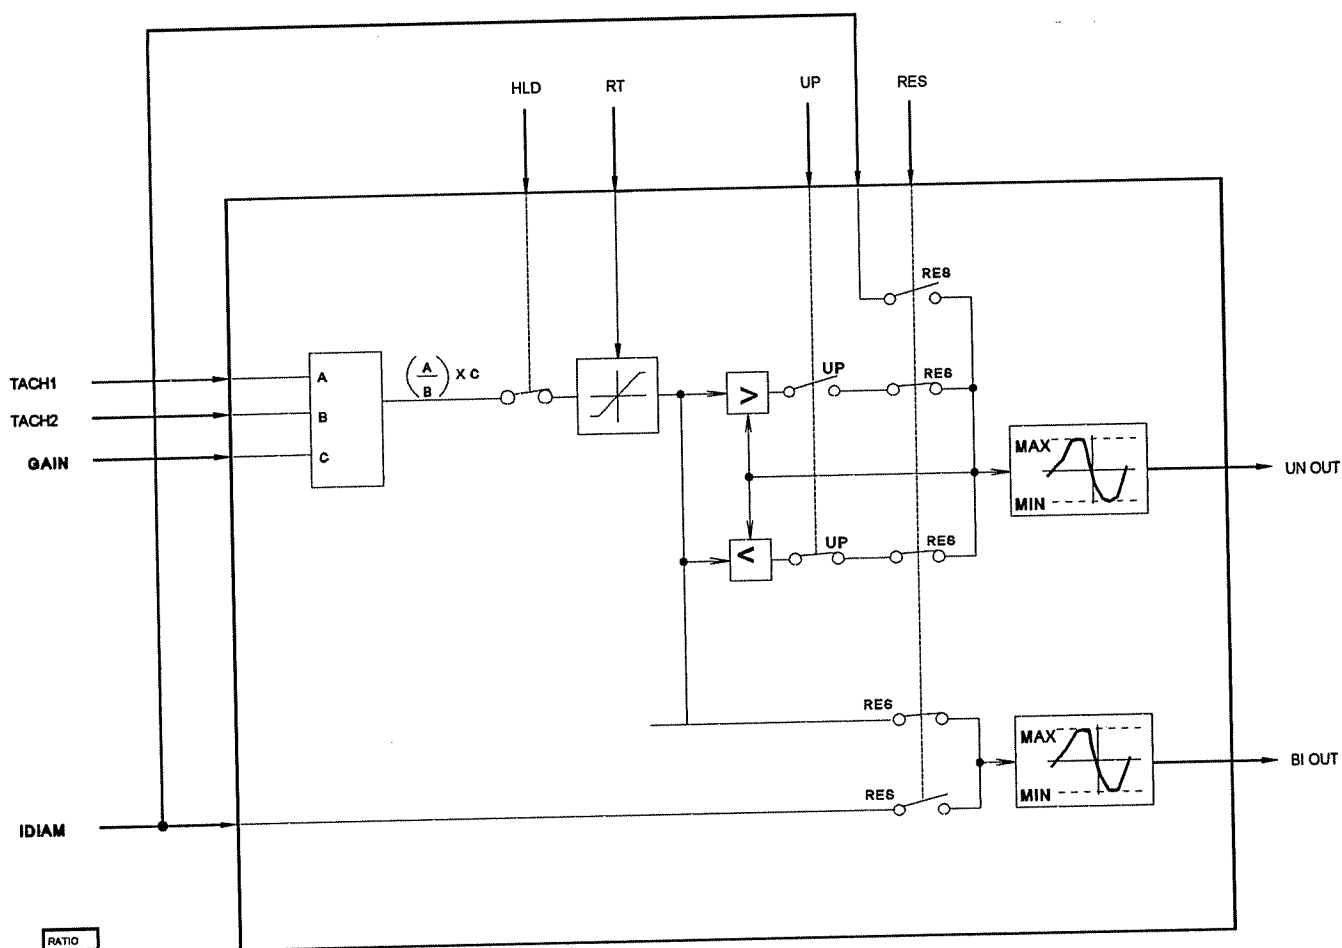 HLD RT UP RES
RES
TACH1 A (A/B) X C UP RES
TACH2 B
GAIN C
> 
MAX
MIN
UN OUT
< UP RES
RES
MAX
MIN
BI OUT
RES
IDIAM
RATIO